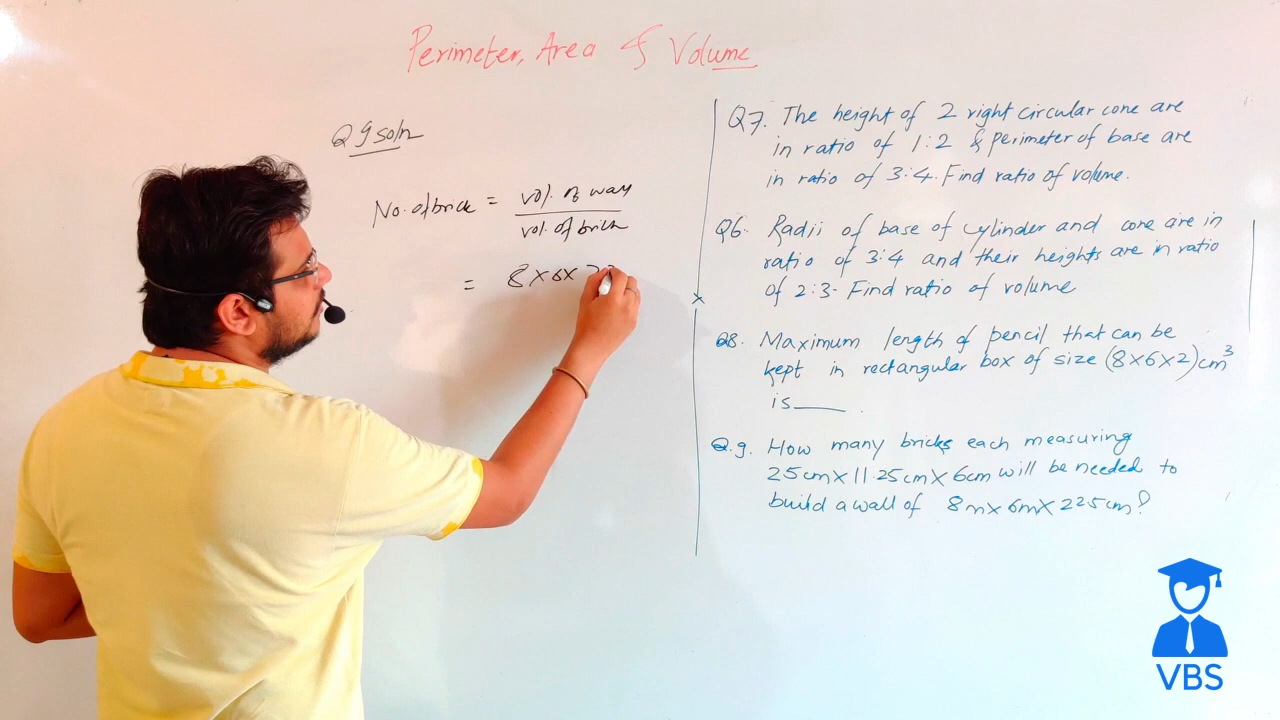 Perimeter, Area & Volume
Q 9 soln
No. of brick = vol. of way
vol. of brick
= 8 x 6 x 22
Q7. The height of 2 right circular cone are
in ratio of 1:2 & perimeter of base are
in ratio of 3:4. Find ratio of volume.
Q6. Radii of base of cylinder and cone are in
ratio of 3:4 and their heights are in ratio
of 2:3. Find ratio of volume
Q8. Maximum length of pencil that can be
kept in rectangular box of size (8x6x2)cm³
is____.
Q.9. How many bricks each measuring
25cm x 11.25cm x 6cm will be needed to
build a wall of 8m x 6m x 22.5cm?
VBS